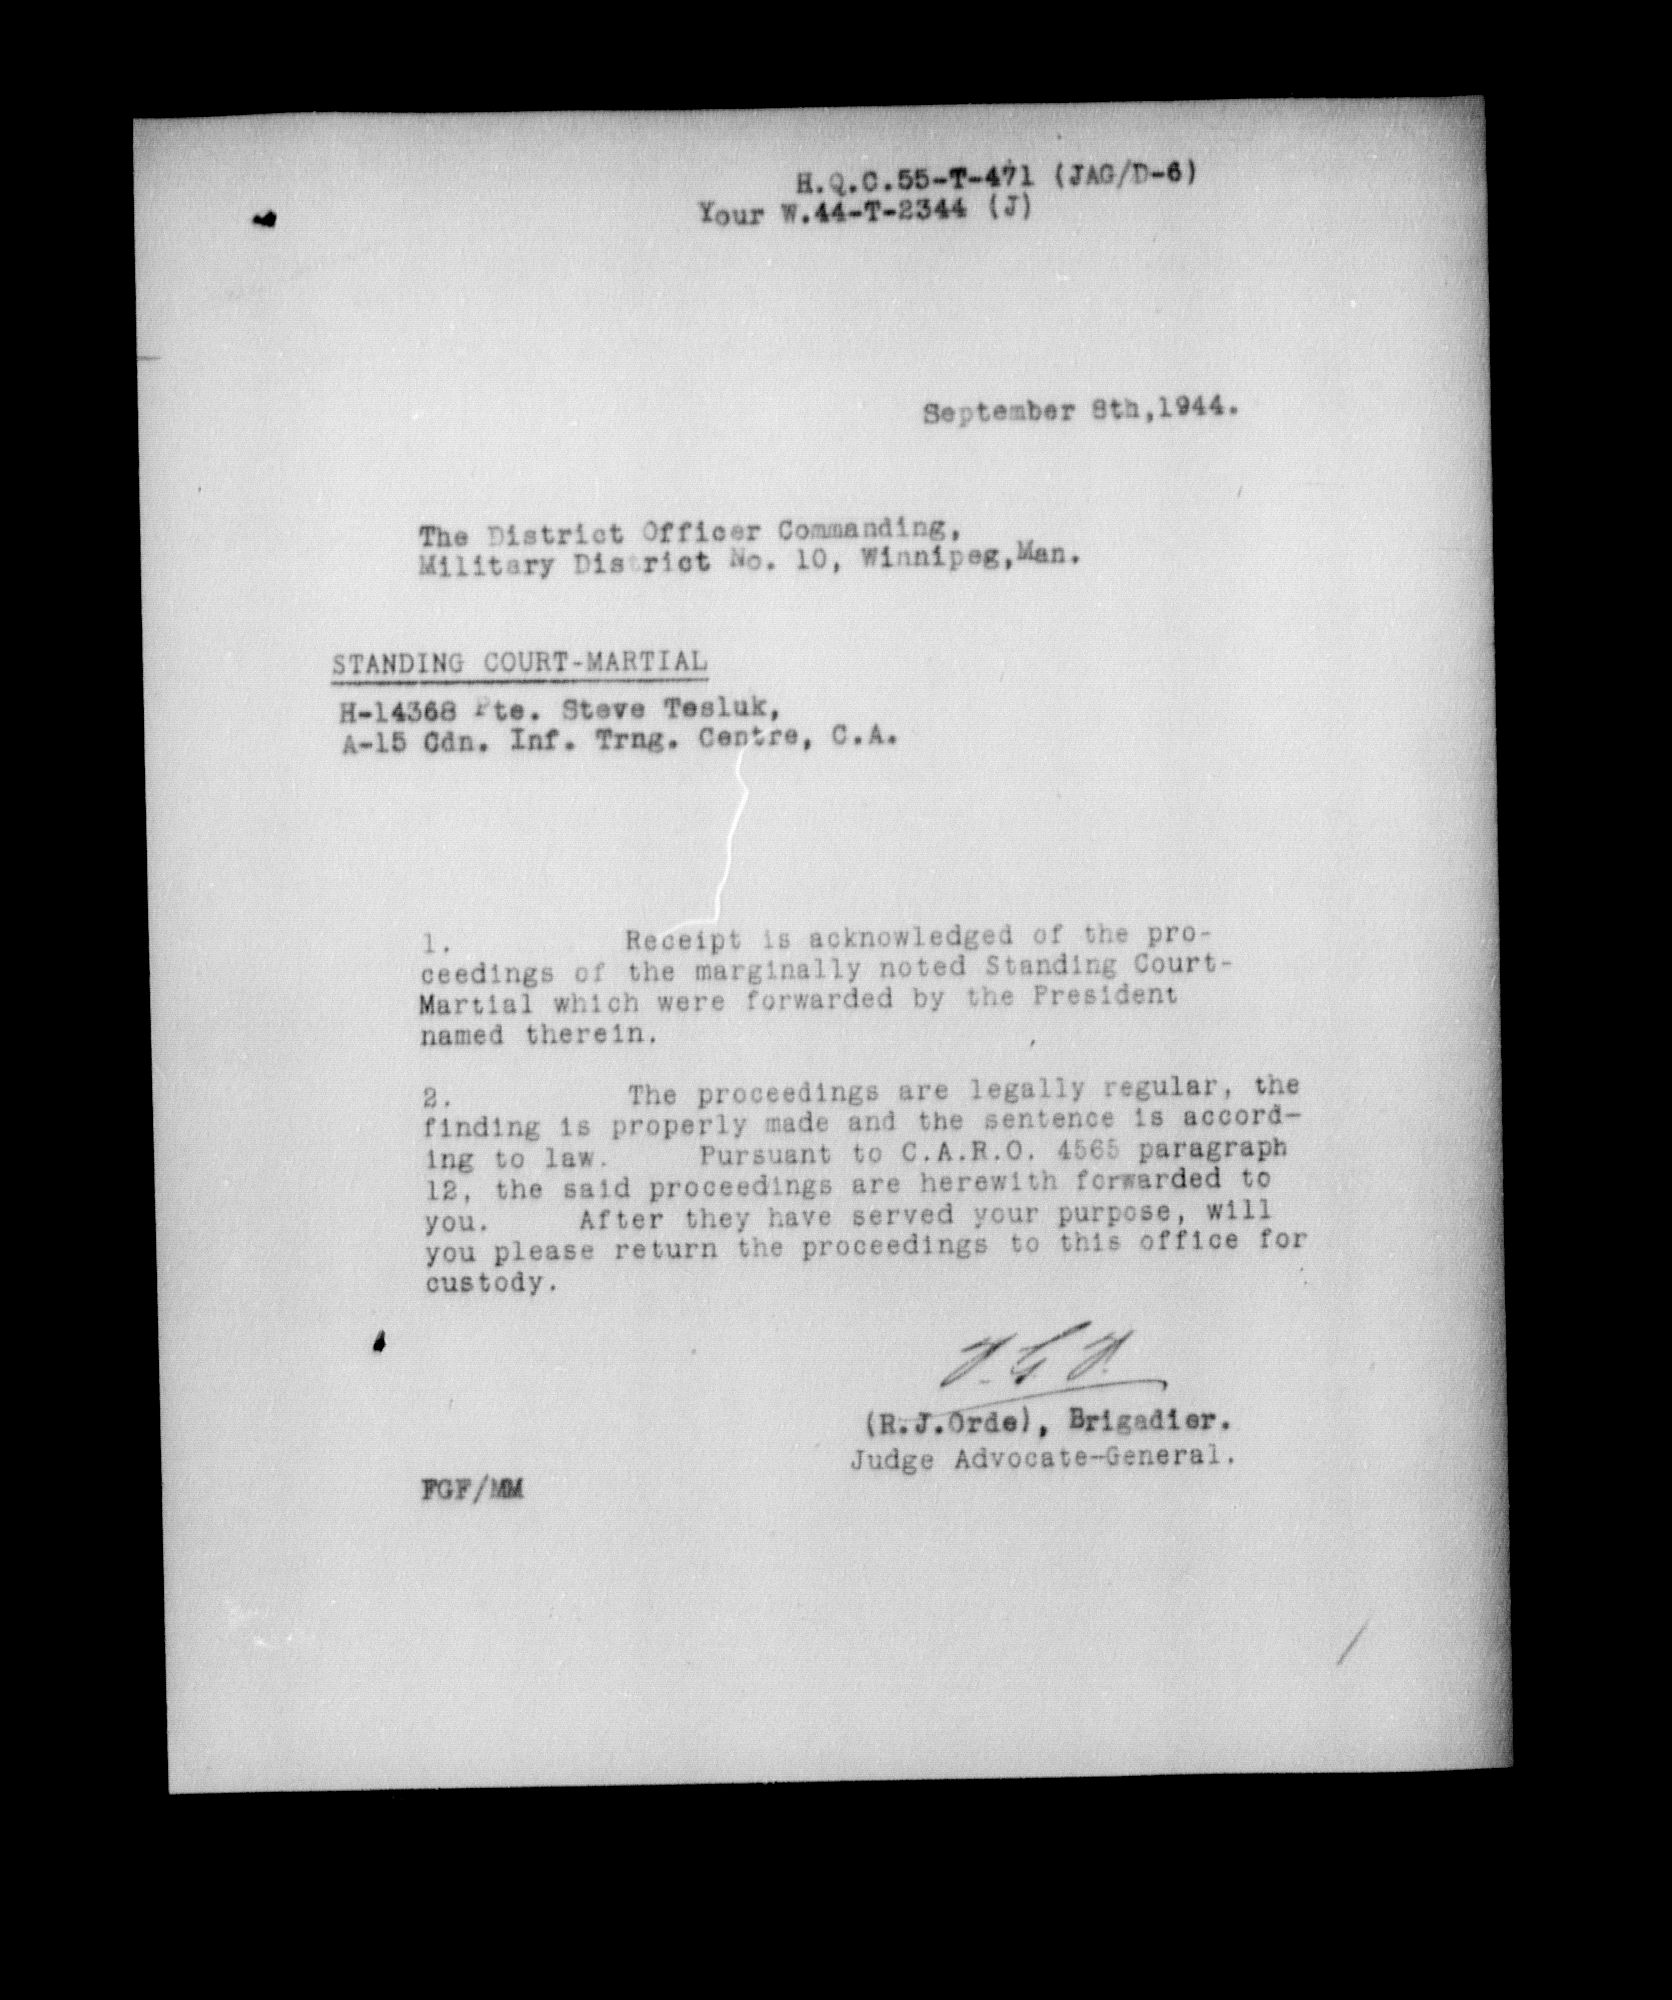 H.Q.C.55-T-471 (JAG/D-6)
Your W.44-T-2344 (J)
September 8th,1944.
The District Officer Commanding,
Military District No. 10, Winnipeg,Man.
STANDING COURT-MARTIAL
H-14368 Pte. Steve Tesluk,
A-15 Cdn. Inf. Trng. Centre, C.A.
1. Receipt is acknowledged of the pro-
ceedings of the marginally noted Standing Court-
Martial which were forwarded by the President
named therein.
2. The proceedings are legally regular, the
finding is properly made and the sentence is accord-
ing to law. Pursuant to C.A.R.O. 4565 paragraph
12, the said proceedings are herewith forwarded to
you. After they have served your purpose, will
you please return the proceedings to this office for
custody.
(R.J.Orde), Brigadier.
Judge Advocate-General.
FGF/MM